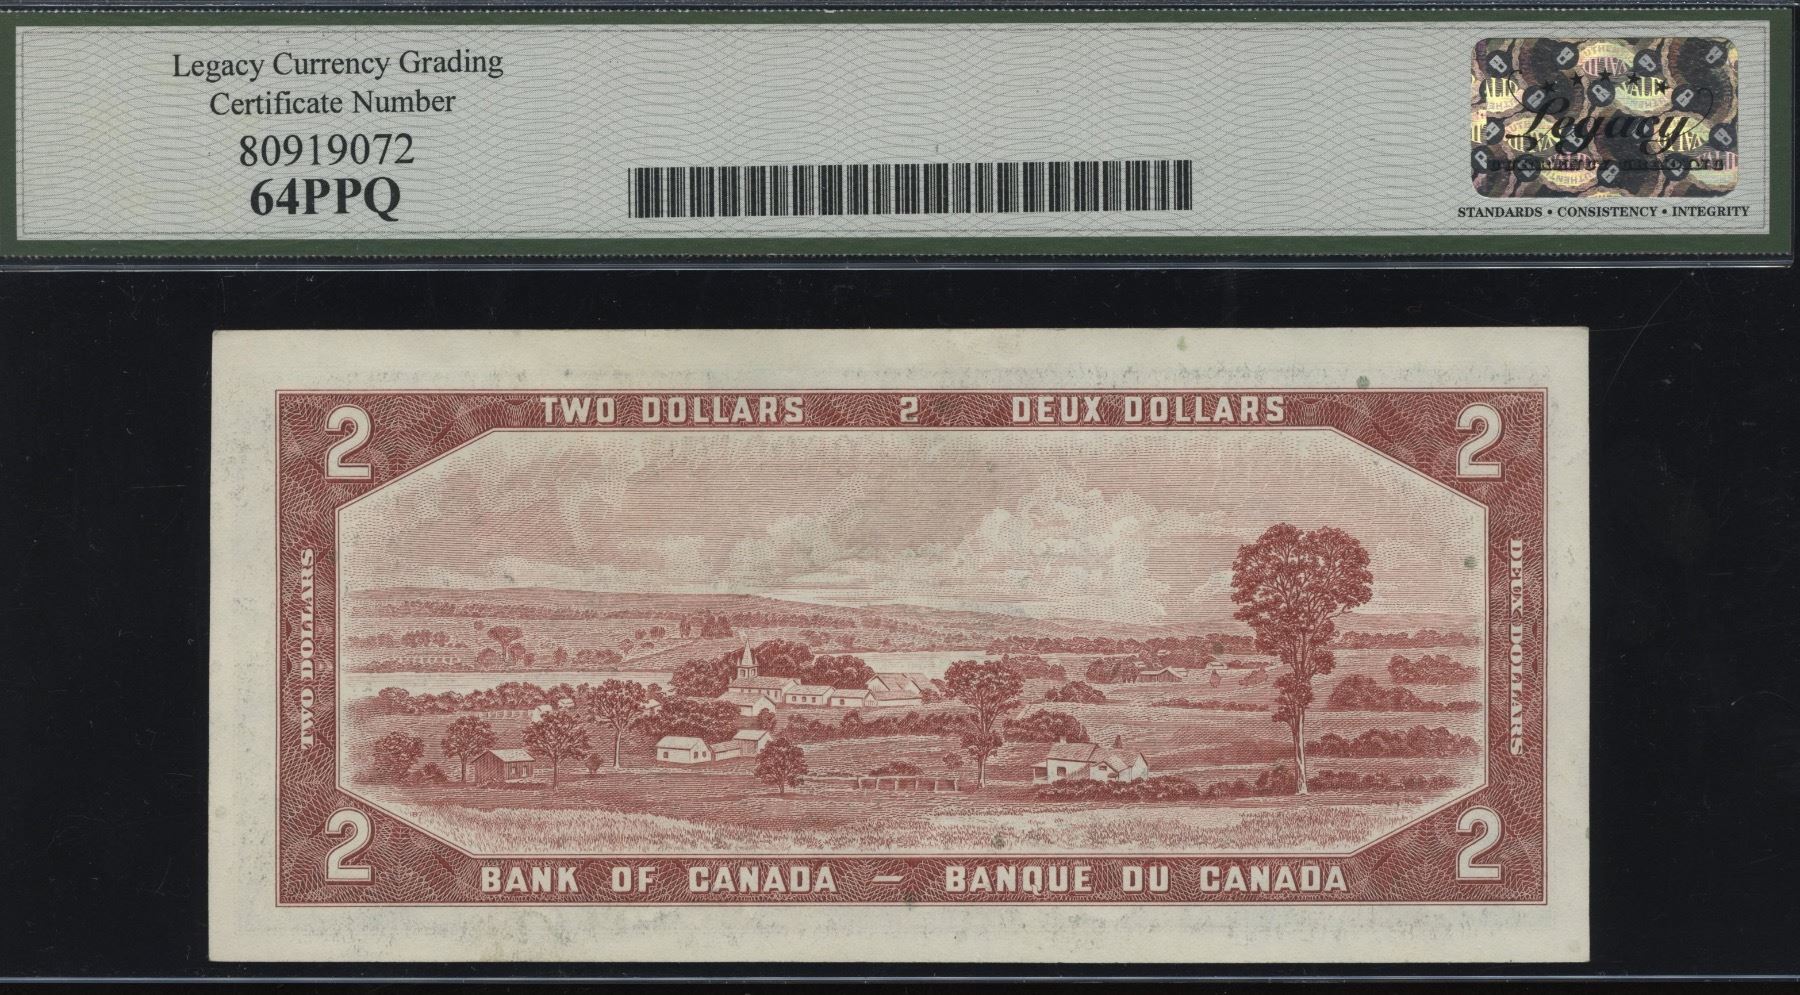 Legacy Currency Grading
Certificate Number
80919072
64PPQ
Legacy
STANDARDS • CONSISTENCY • INTEGRITY
2 TWO DOLLARS 2 DEUX DOLLARS 2
TWO DOLLARS
DEUX DOLLARS
2 BANK OF CANADA — BANQUE DU CANADA 2